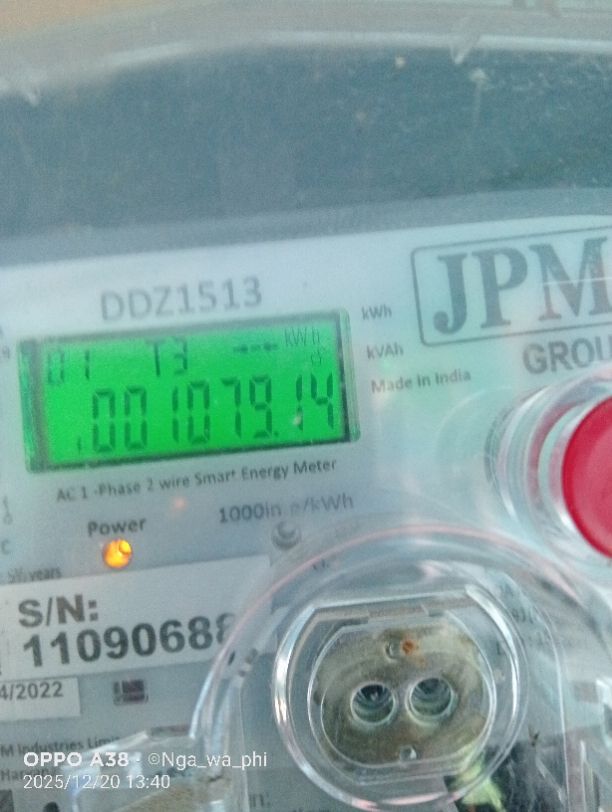 DDZ1513
JPM
GROU
kWh
kVAh
Made in India
01 T3 kWh
001079.14
AC 1 -Phase 2 wire Smart Energy Meter
Power
1000im e/kWh
S/N:
1109068
4/2022
OPPO A38 · ©Nga_wa_phi
2025/12/20 13:40